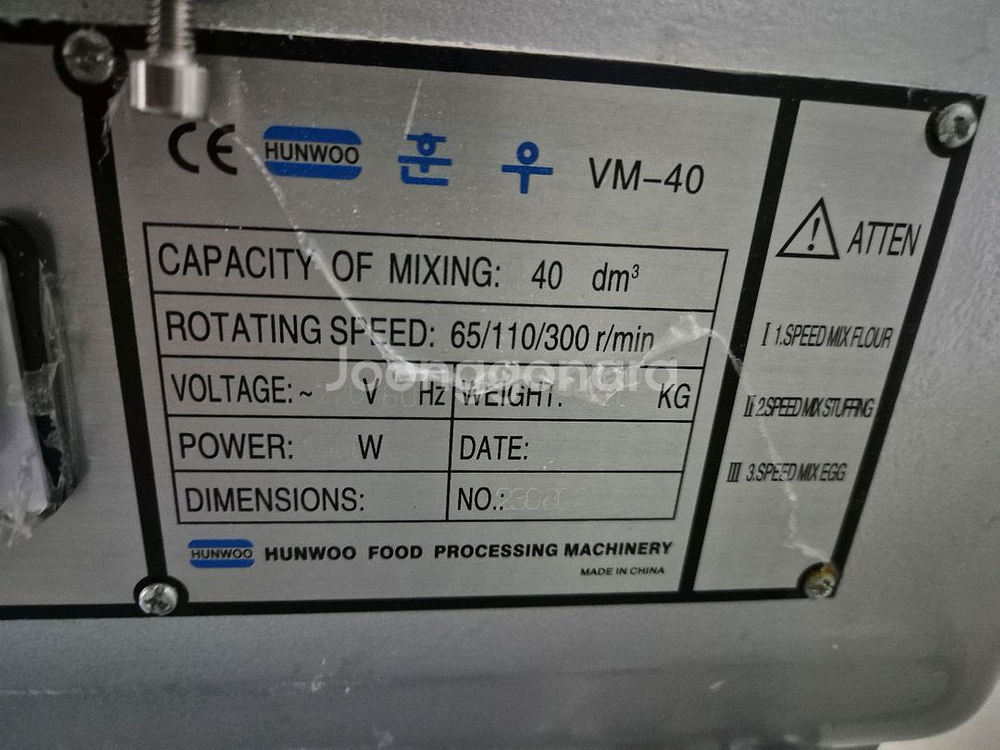 CE HUNWOO 훈 우 VM-40
CAPACITY OF MIXING: 40 dm³
ROTATING SPEED: 65/110/300 r/min
VOLTAGE: ~ V Hz WEIGHT: KG
POWER: W DATE:
DIMENSIONS: NO.:
HUNWOO HUNWOO FOOD PROCESSING MACHINERY
MADE IN CHINA
! ATTEN
I 1.SPEED MIX FLOUR
II 2.SPEED MIX STUFFING
III 3.SPEED MIX EGG
Joonggonara